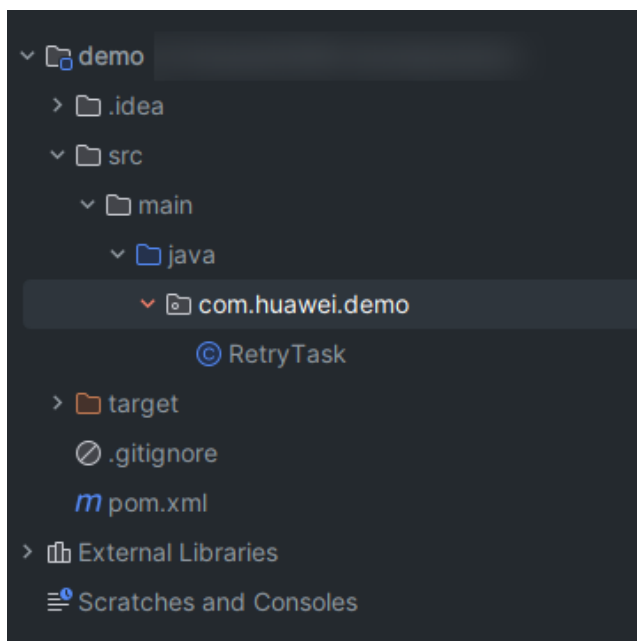 demo
.idea
src
main
java
com.huawei.demo
RetryTask
target
.gitignore
pom.xml
External Libraries
Scratches and Consoles